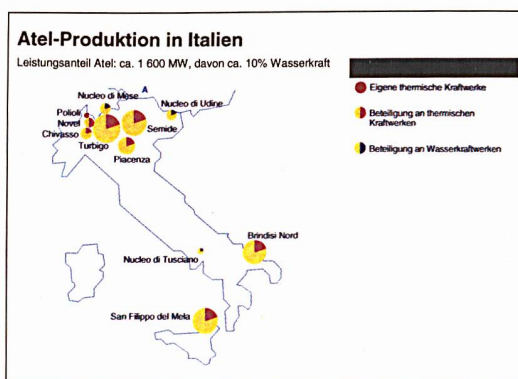 Atel-Produktion in Italien
Leistungsanteil Atel: ca. 1 600 MW, davon ca. 10% Wasserkraft
Eigene thermische Kraftwerke
Beteiligung an thermischen
Kraftwerken
Beteiligung an Wasserkraftwerken
A
Nucleo di Mese
Nucleo di Udine
Polioli
Novel
Chivasso
Turbigo
Semide
Piacenza
Brindisi Nord
Nucleo di Tusciano
San Filippo del Mela